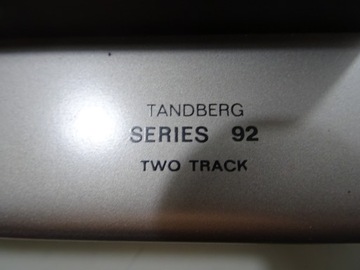 TANDBERG
SERIES 92
TWO TRACK